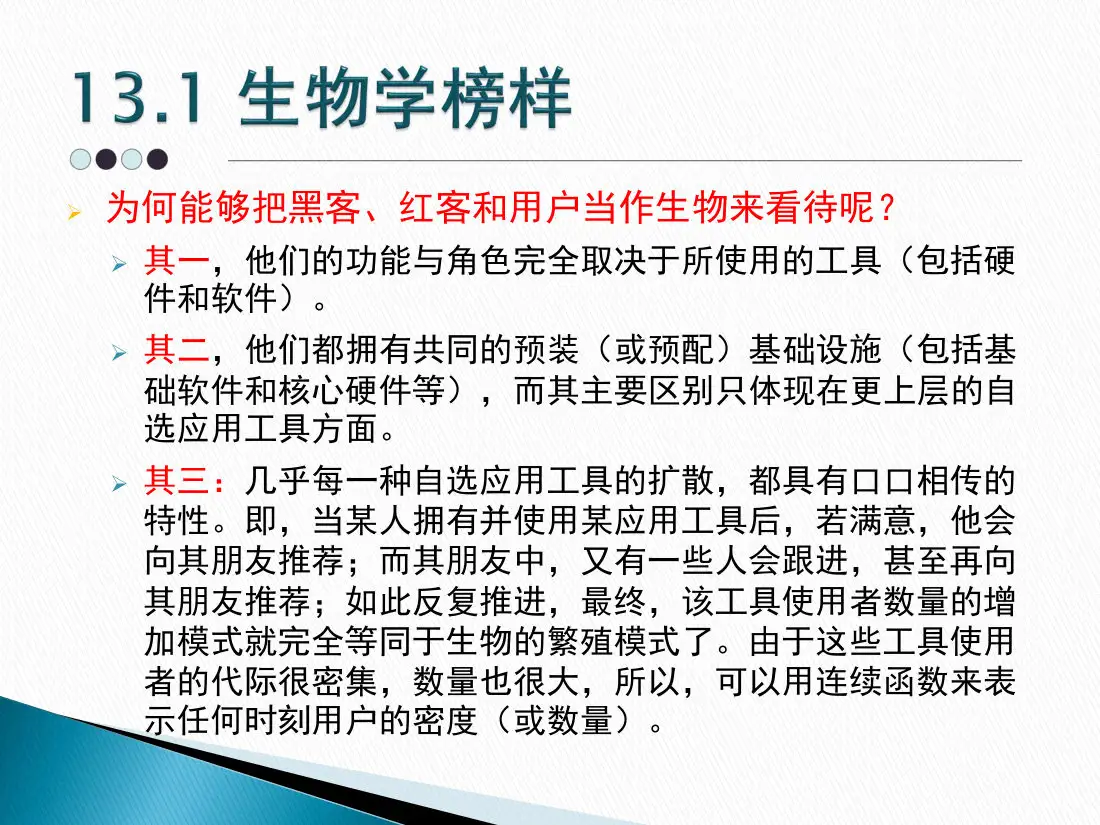 13.1 生物学榜样
为何能够把黑客、红客和用户当作生物来看待呢？
其一，他们的功能与角色完全取决于所使用的工具（包括硬
件和软件）。
其二，他们都拥有共同的预装（或预配）基础设施（包括基
础软件和核心硬件等），而其主要区别只体现在更上层的自
选应用工具方面。
其三：几乎每一种自选应用工具的扩散，都具有口口相传的
特性。即，当某人拥有并使用某应用工具后，若满意，他会
向其朋友推荐；而其朋友中，又有一些人会跟进，甚至再向
其朋友推荐；如此反复推进，最终，该工具使用者数量的增
加模式就完全等同于生物的繁殖模式了。由于这些工具使用
者的代际很密集，数量也很大，所以，可以用连续函数来表
示任何时刻用户的密度（或数量）。